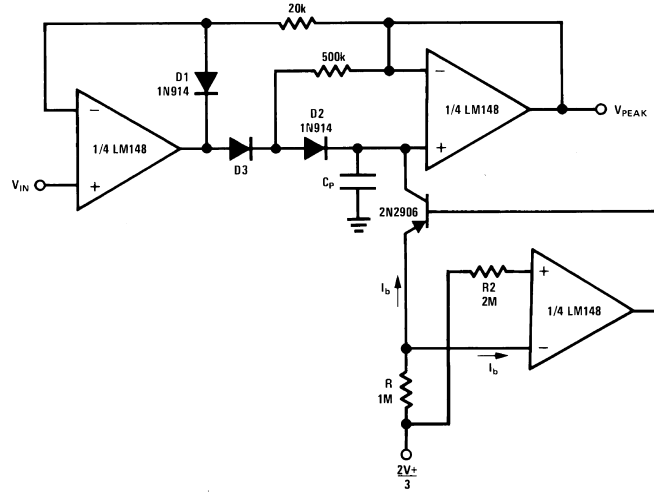 20k
500k
D1
1N914
D2
1N914
−
+
1/4 LM148
−
+
1/4 LM148
V_PEAK
V_IN
D3
C_P
2N2906
I_b
R2
2M
+
−
1/4 LM148
I_b
R
1M
2V+
3